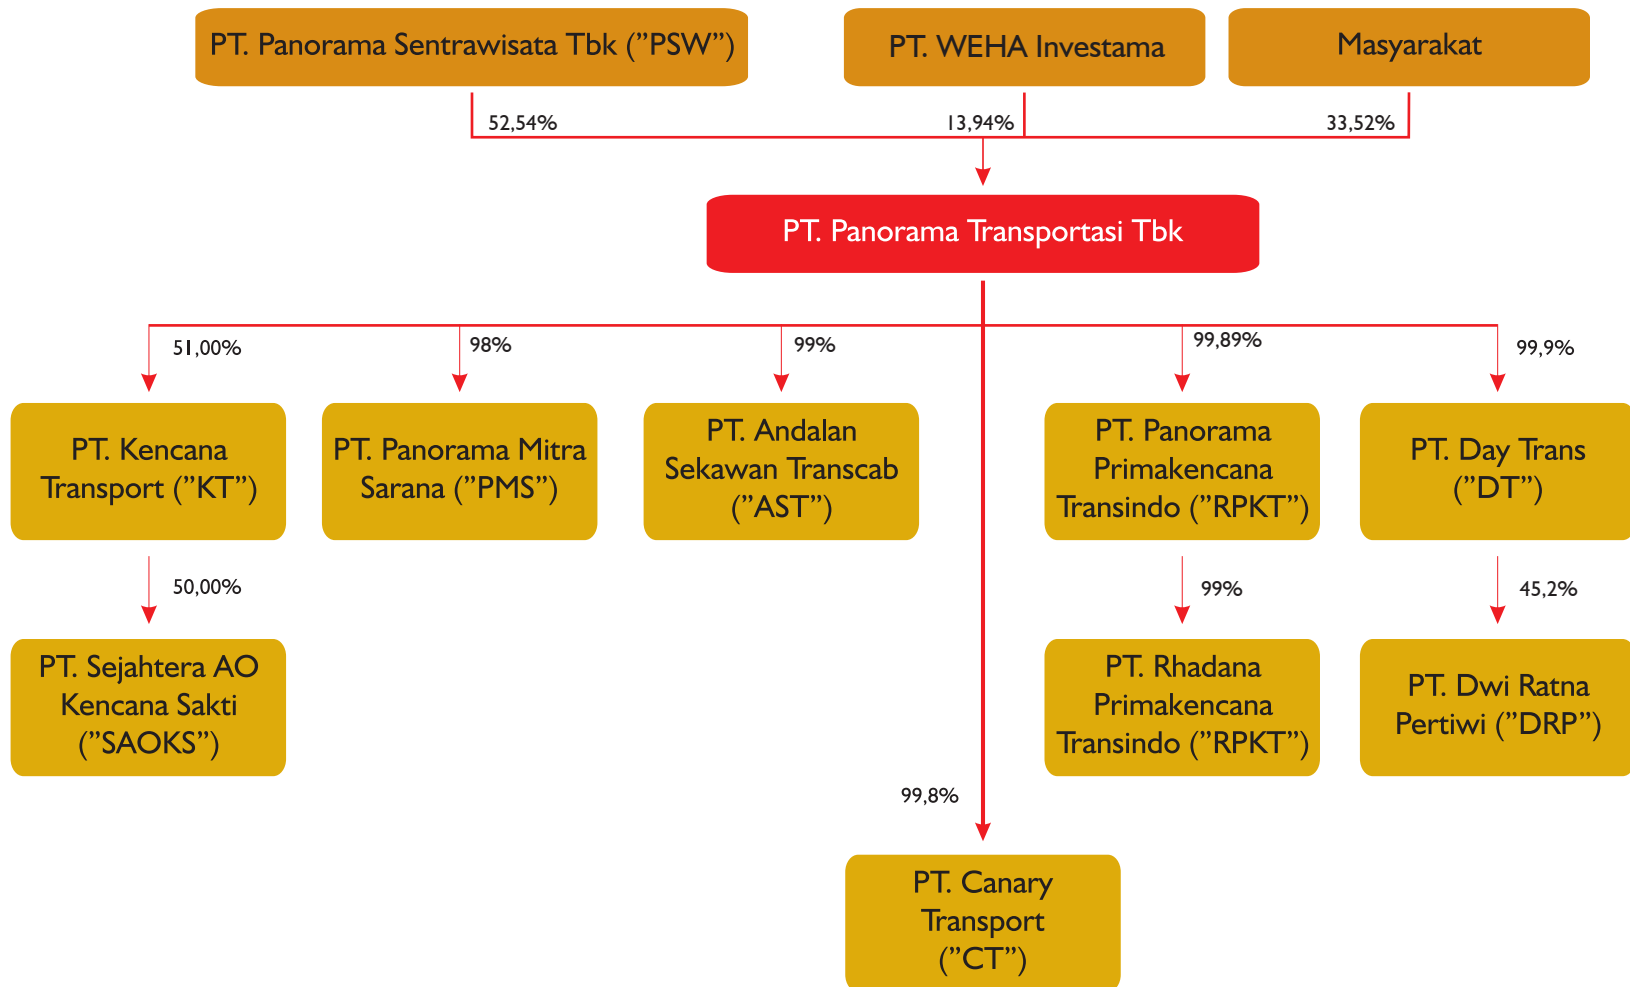 PT. Panorama Sentrawisata Tbk (”PSW”)
PT. WEHA Investama
Masyarakat
52,54%
13,94%
33,52%
PT. Panorama Transportasi Tbk
51,00%
98%
99%
99,89%
99,9%
PT. Kencana
Transport (”KT”)
PT. Panorama Mitra
Sarana (”PMS”)
PT. Andalan
Sekawan Transcab
(”AST”)
PT. Panorama
Primakencana
Transindo (”RPKT”)
PT. Day Trans
(”DT”)
50,00%
99%
45,2%
PT. Sejahtera AO
Kencana Sakti
(”SAOKS”)
PT. Rhadana
Primakencana
Transindo (”RPKT”)
PT. Dwi Ratna
Pertiwi (”DRP”)
99,8%
PT. Canary
Transport
(”CT”)